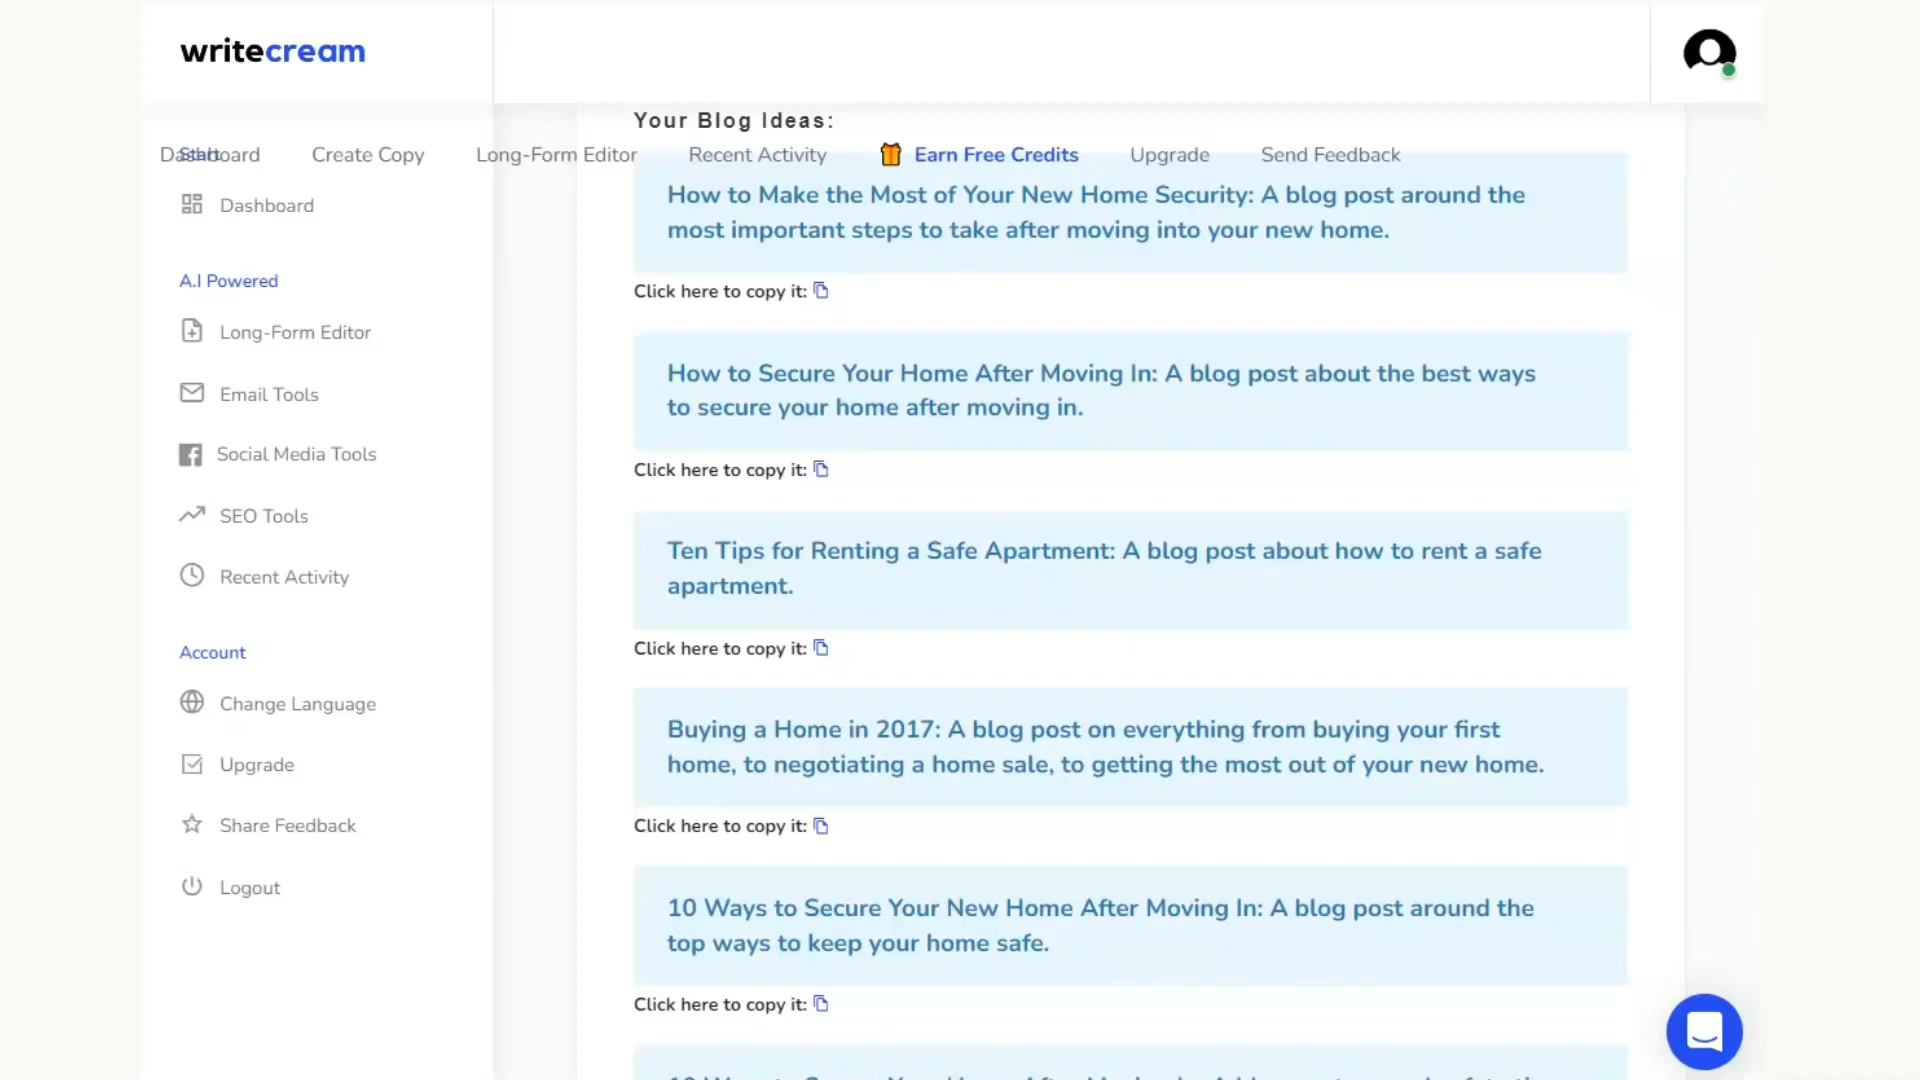 writecream
Your Blog Ideas:
Start
Dashboard Create Copy Long-Form Editor Recent Activity Earn Free Credits Upgrade Send Feedback
Dashboard
A.I Powered
Long-Form Editor
Email Tools
Social Media Tools
SEO Tools
Recent Activity
Account
Change Language
Upgrade
Share Feedback
Logout
How to Make the Most of Your New Home Security: A blog post around the
most important steps to take after moving into your new home.
Click here to copy it:
How to Secure Your Home After Moving In: A blog post about the best ways
to secure your home after moving in.
Click here to copy it:
Ten Tips for Renting a Safe Apartment: A blog post about how to rent a safe
apartment.
Click here to copy it:
Buying a Home in 2017: A blog post on everything from buying your first
home, to negotiating a home sale, to getting the most out of your new home.
Click here to copy it:
10 Ways to Secure Your New Home After Moving In: A blog post around the
top ways to keep your home safe.
Click here to copy it: